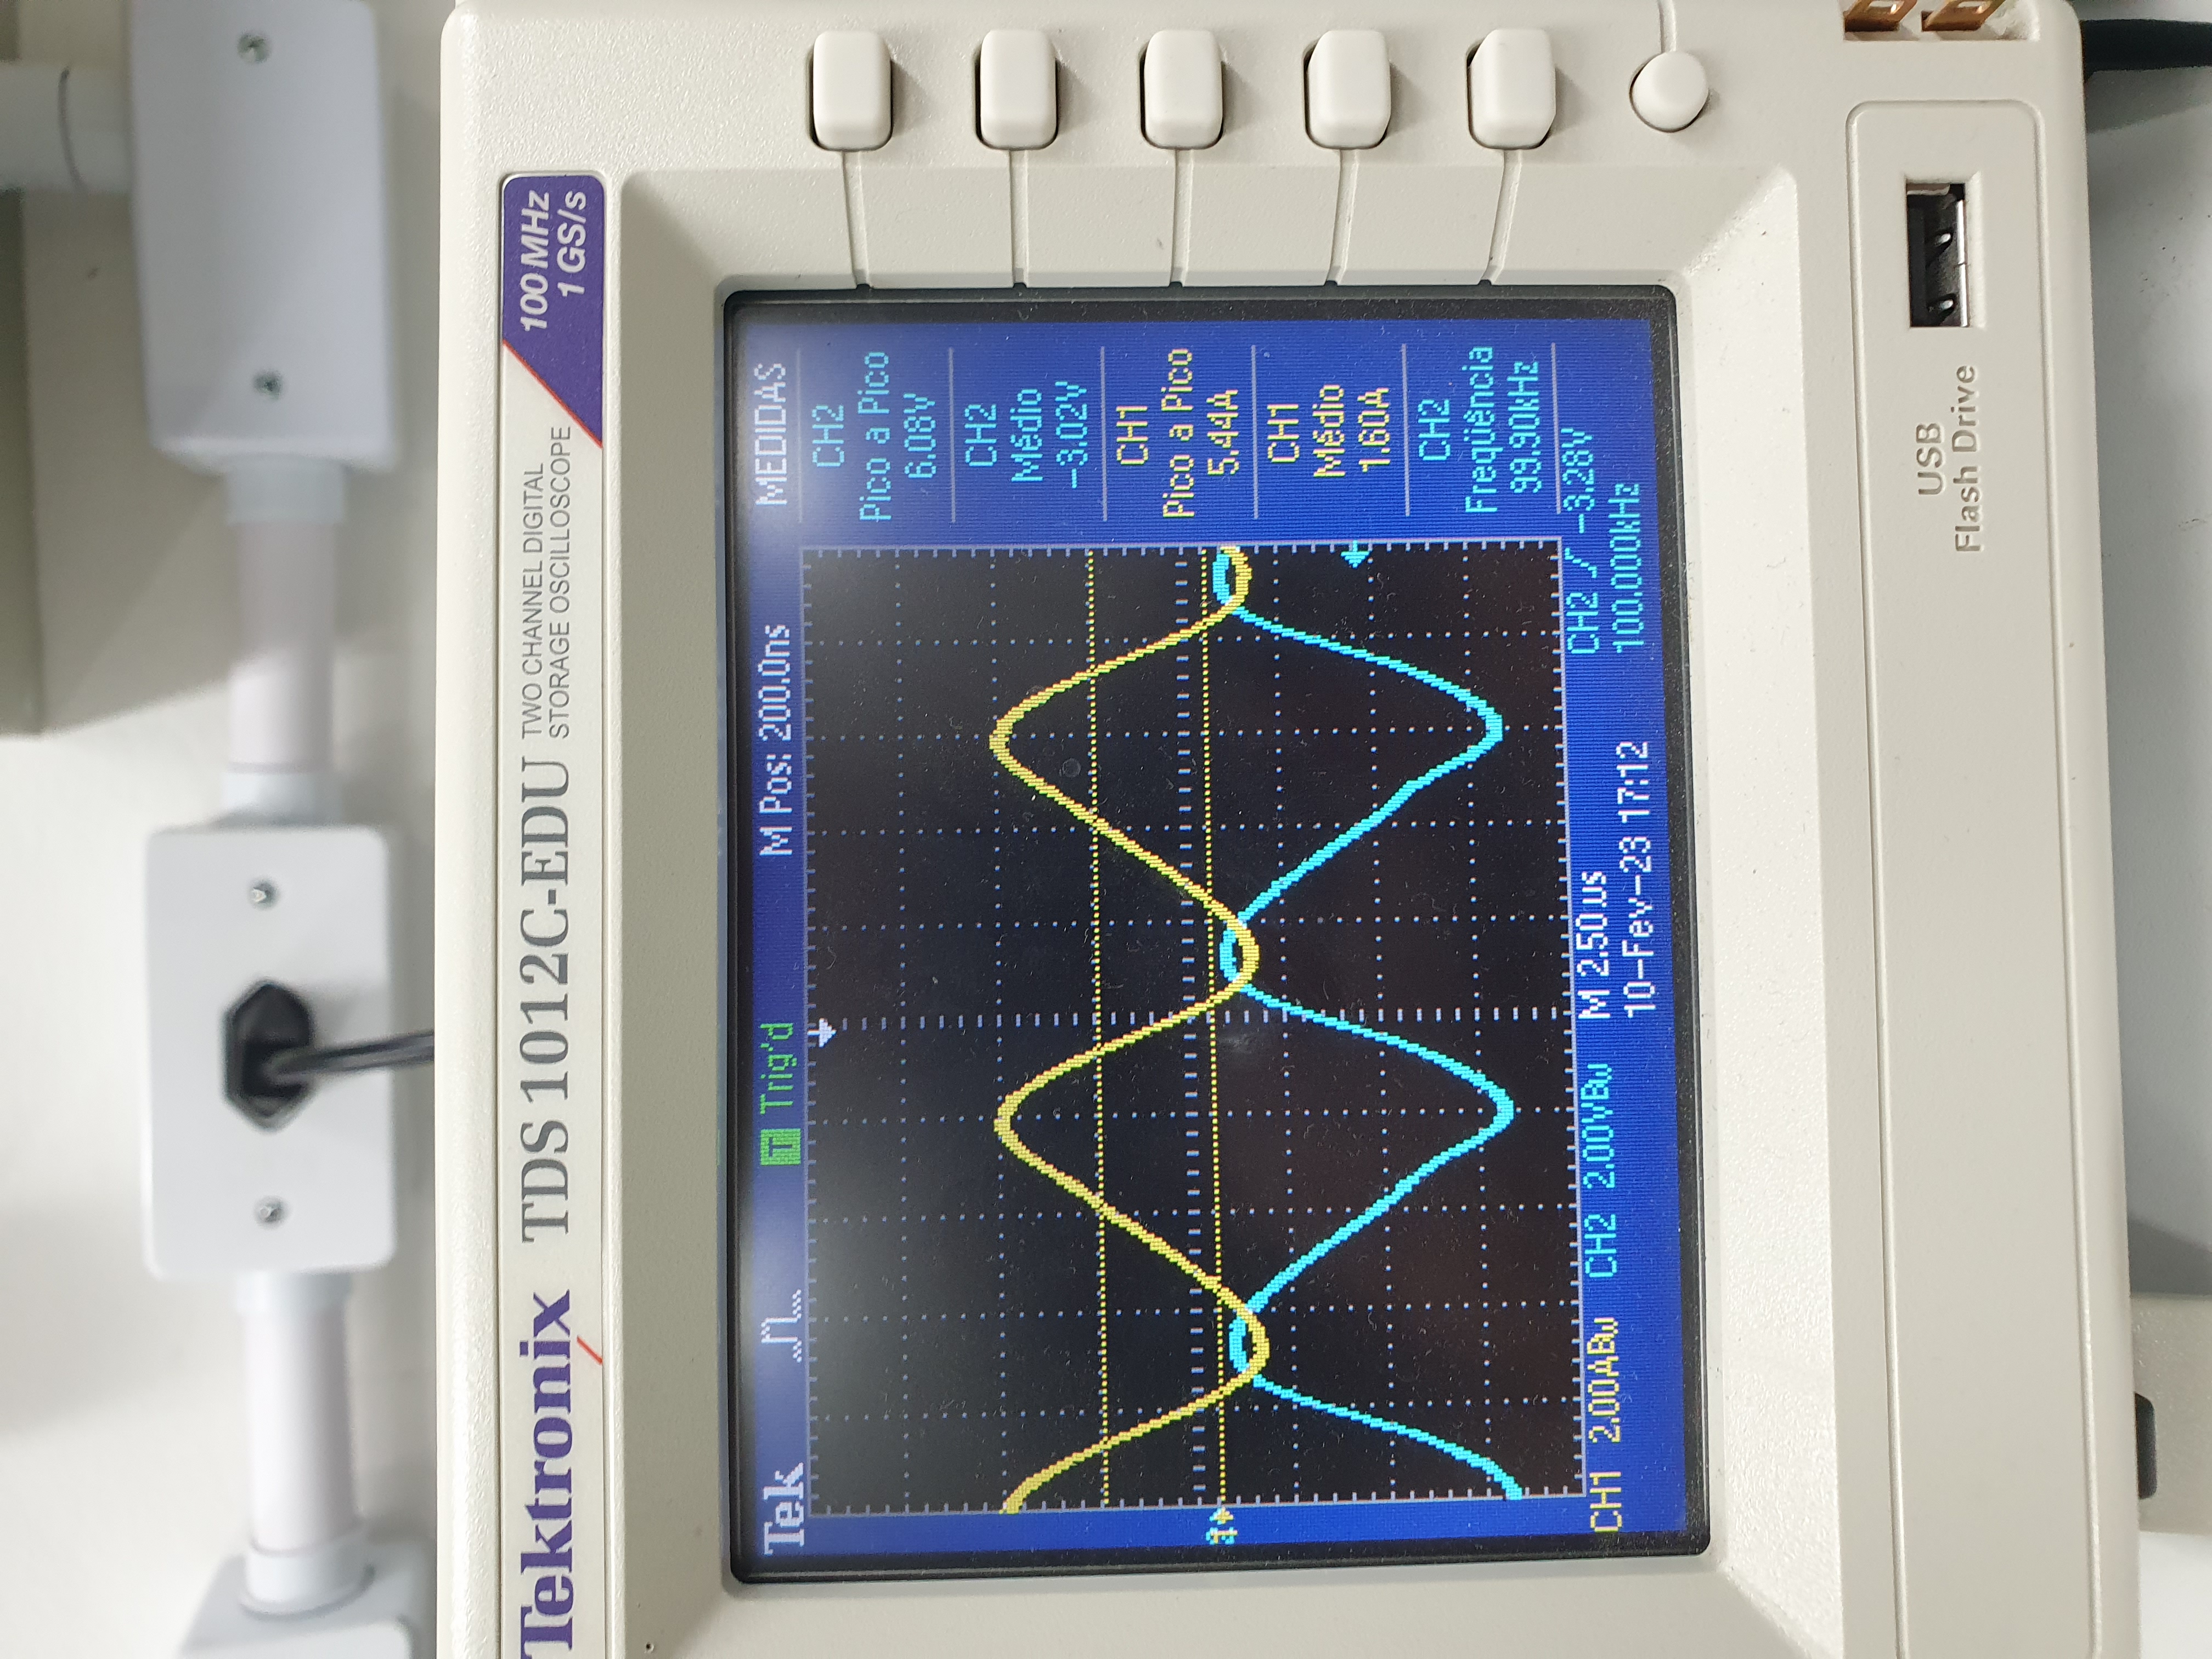 Tektronix TDS 1012C-EDU TWO CHANNEL DIGITAL 100 MHz
STORAGE OSCILLOSCOPE 1 GS/s
Tek T Trig'd M Pos: 200.0ns MEDIDAS
CH2
Pico a Pico
6.08V
CH2
Médio
-3.02V
CH1
Pico a Pico
5.44A
CH1
Médio
1.60A
CH2
Freqüência
99.90kHz
CH1 2.00ABw CH2 2.00VBw M 2.50µs CH2 -3.28V
10-Fev-23 17:12 100.000kHz
USB
Flash Drive